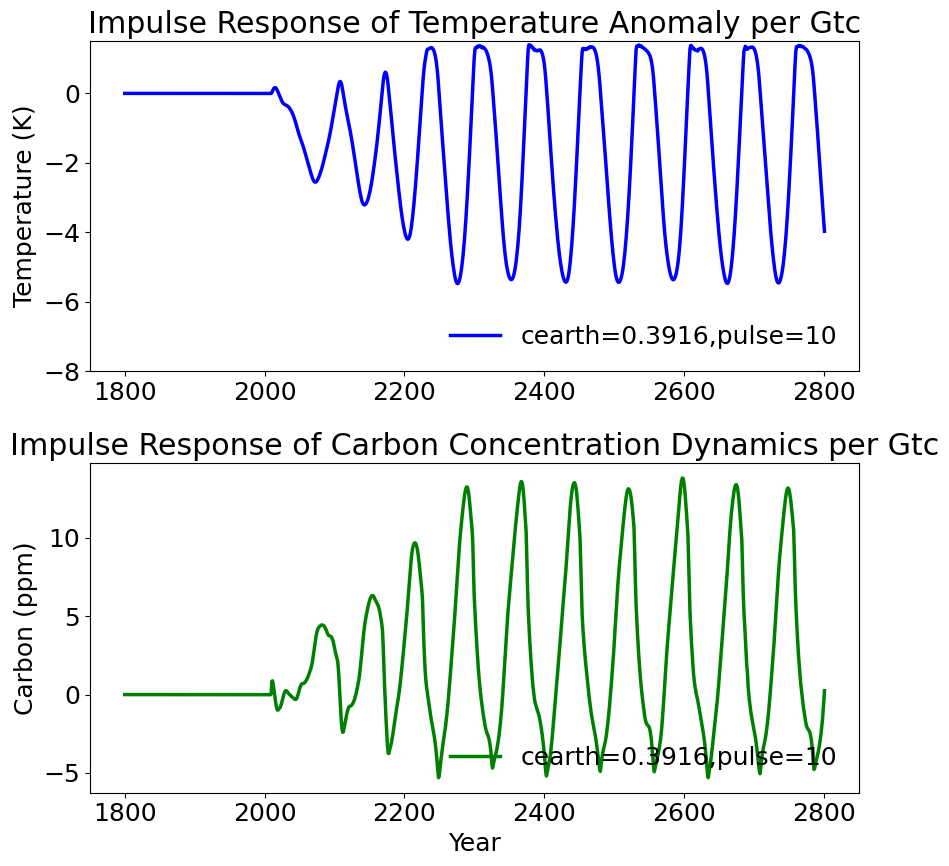 Impulse Response of Temperature Anomaly per Gtc
Temperature (K)
0
−2
−4
−6
−8
cearth=0.3916,pulse=10
1800 2000 2200 2400 2600 2800
Impulse Response of Carbon Concentration Dynamics per Gtc
Carbon (ppm)
10
5
0
−5
cearth=0.3916,pulse=10
1800 2000 2200 2400 2600 2800
Year